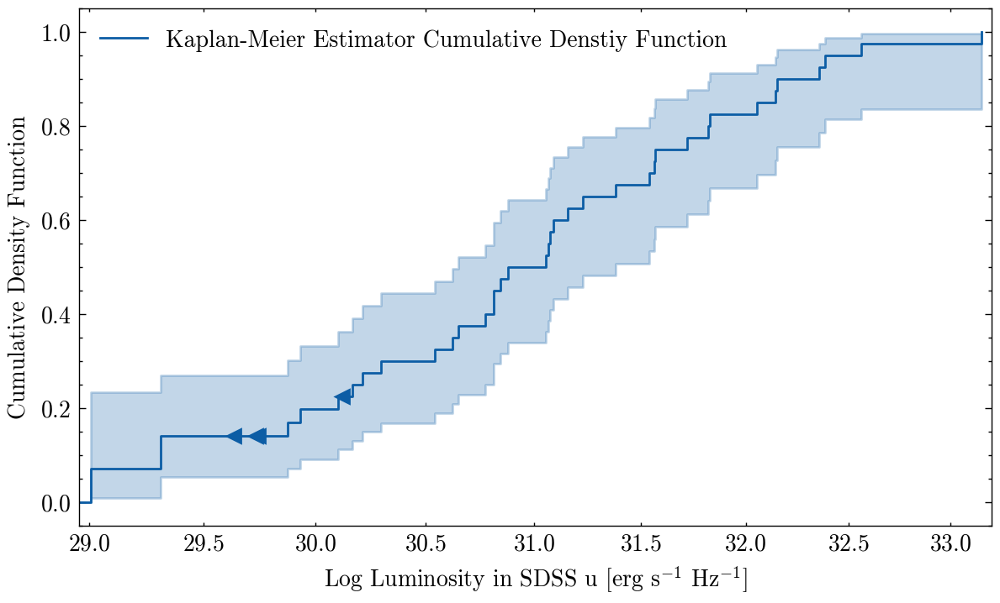 Kaplan-Meier Estimator Cumulative Denstiy Function
Cumulative Density Function
1.0
0.8
0.6
0.4
0.2
0.0
29.0 29.5 30.0 30.5 31.0 31.5 32.0 32.5 33.0
Log Luminosity in SDSS u [erg s⁻¹ Hz⁻¹]